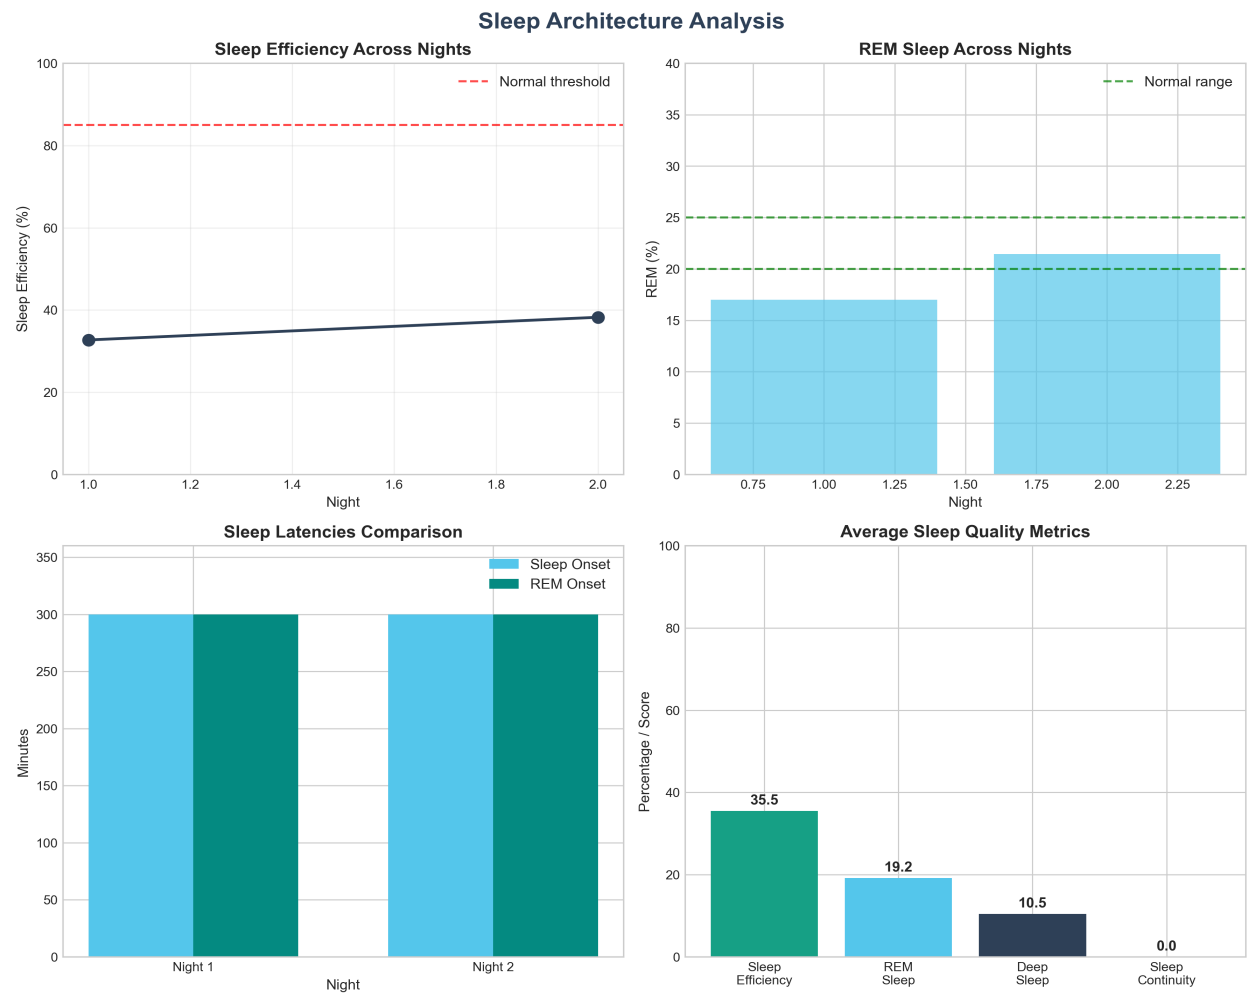 Sleep Architecture Analysis
Sleep Efficiency Across Nights
Normal threshold
Sleep Efficiency (%)
100
80
60
40
20
0
1.0 1.2 1.4 1.6 1.8 2.0
Night
REM Sleep Across Nights
Normal range
REM (%)
40
35
30
25
20
15
10
5
0
0.75 1.00 1.25 1.50 1.75 2.00 2.25
Night
Sleep Latencies Comparison
Sleep Onset
REM Onset
Minutes
350
300
250
200
150
100
50
0
Night 1 Night 2
Night
Average Sleep Quality Metrics
Percentage / Score
100
80
60
40
20
0
35.5
19.2
10.5
0.0
Sleep
Efficiency
REM
Sleep
Deep
Sleep
Sleep
Continuity